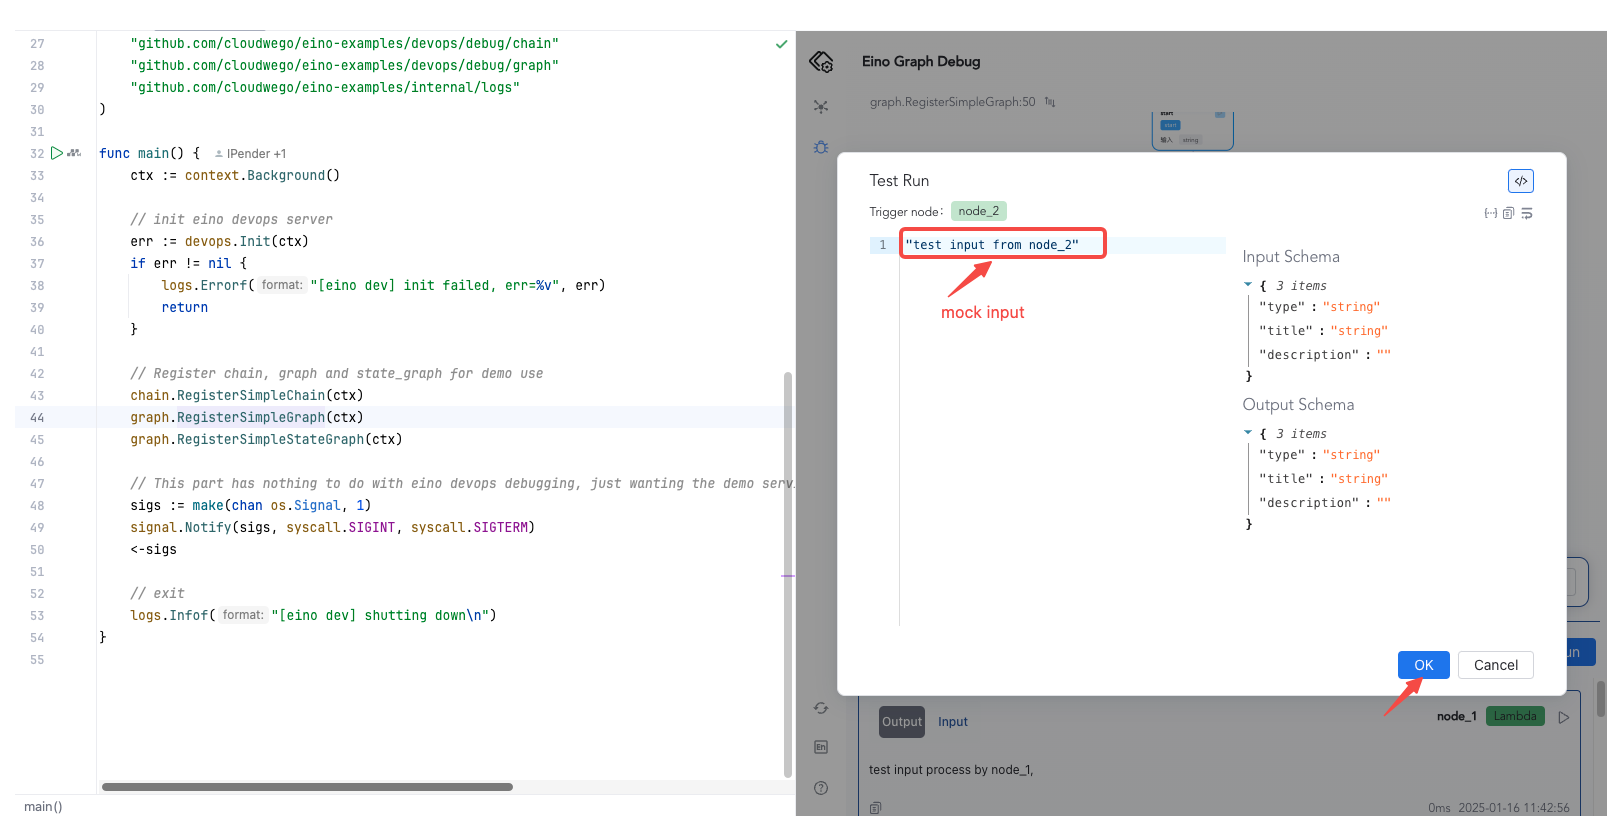 27 "github.com/cloudwego/eino-examples/devops/debug/chain"
28 "github.com/cloudwego/eino-examples/devops/debug/graph"
29 "github.com/cloudwego/eino-examples/internal/logs"
30 )
31
32 func main() { IPender +1
33 ctx := context.Background()
34
35 // init eino devops server
36 err := devops.Init(ctx)
37 if err != nil {
38 logs.Errorf( format: "[eino dev] init failed, err=%v", err)
39 return
40 }
41
42 // Register chain, graph and state_graph for demo use
43 chain.RegisterSimpleChain(ctx)
44 graph.RegisterSimpleGraph(ctx)
45 graph.RegisterSimpleStateGraph(ctx)
46
47 // This part has nothing to do with eino devops debugging, just wanting the demo serv
48 sigs := make(chan os.Signal, 1)
49 signal.Notify(sigs, syscall.SIGINT, syscall.SIGTERM)
50 <-sigs
51
52 // exit
53 logs.Infof( format: "[eino dev] shutting down\n")
54 }
55
main()
Eino Graph Debug
graph.RegisterSimpleGraph:50
start
start
输入 string
Test Run
</>
Trigger node: node_2
1 "test input from node_2"
mock input
Input Schema
{ 3 items
"type" : "string"
"title" : "string"
"description" : ""
}
Output Schema
{ 3 items
"type" : "string"
"title" : "string"
"description" : ""
}
un
OK Cancel
Output Input node_1 Lambda
En
test input process by node_1,
?
0ms 2025-01-16 11:42:56